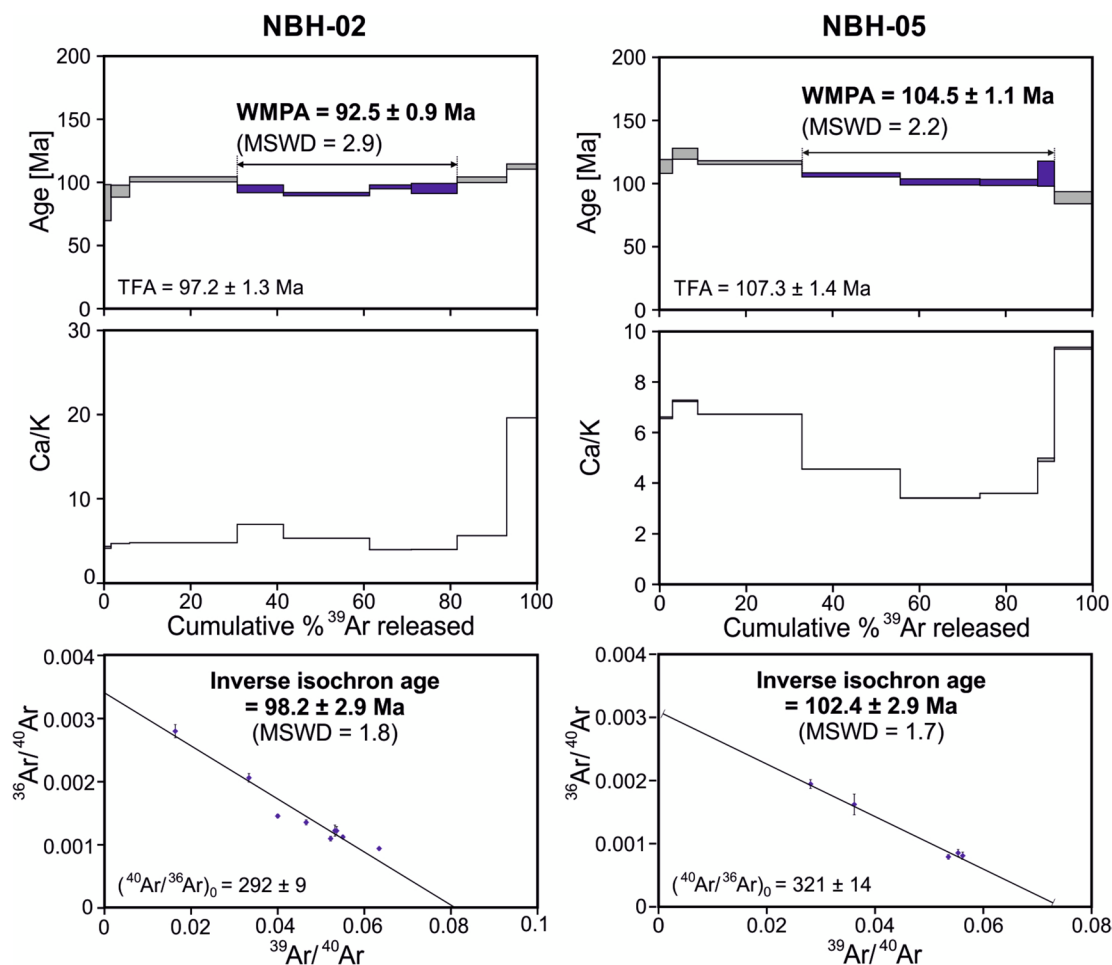 NBH-02
200
150
100
50
0
Age [Ma]
WMPA = 92.5 ± 0.9 Ma
(MSWD = 2.9)
TFA = 97.2 ± 1.3 Ma
30
20
10
0
Ca/K
0 20 40 60 80 100
Cumulative % ³⁹Ar released
0.004
0.003
0.002
0.001
0
³⁶Ar/⁴⁰Ar
Inverse isochron age
= 98.2 ± 2.9 Ma
(MSWD = 1.8)
(⁴⁰Ar/³⁶Ar)₀ = 292 ± 9
0 0.02 0.04 0.06 0.08 0.1
³⁹Ar/⁴⁰Ar
NBH-05
200
150
100
50
0
Age [Ma]
WMPA = 104.5 ± 1.1 Ma
(MSWD = 2.2)
TFA = 107.3 ± 1.4 Ma
10
8
6
4
2
0
Ca/K
0 20 40 60 80 100
Cumulative % ³⁹Ar released
0.004
0.003
0.002
0.001
0
³⁶Ar/⁴⁰Ar
Inverse isochron age
= 102.4 ± 2.9 Ma
(MSWD = 1.7)
(⁴⁰Ar/³⁶Ar)₀ = 321 ± 14
0 0.02 0.04 0.06 0.08
³⁹Ar/⁴⁰Ar